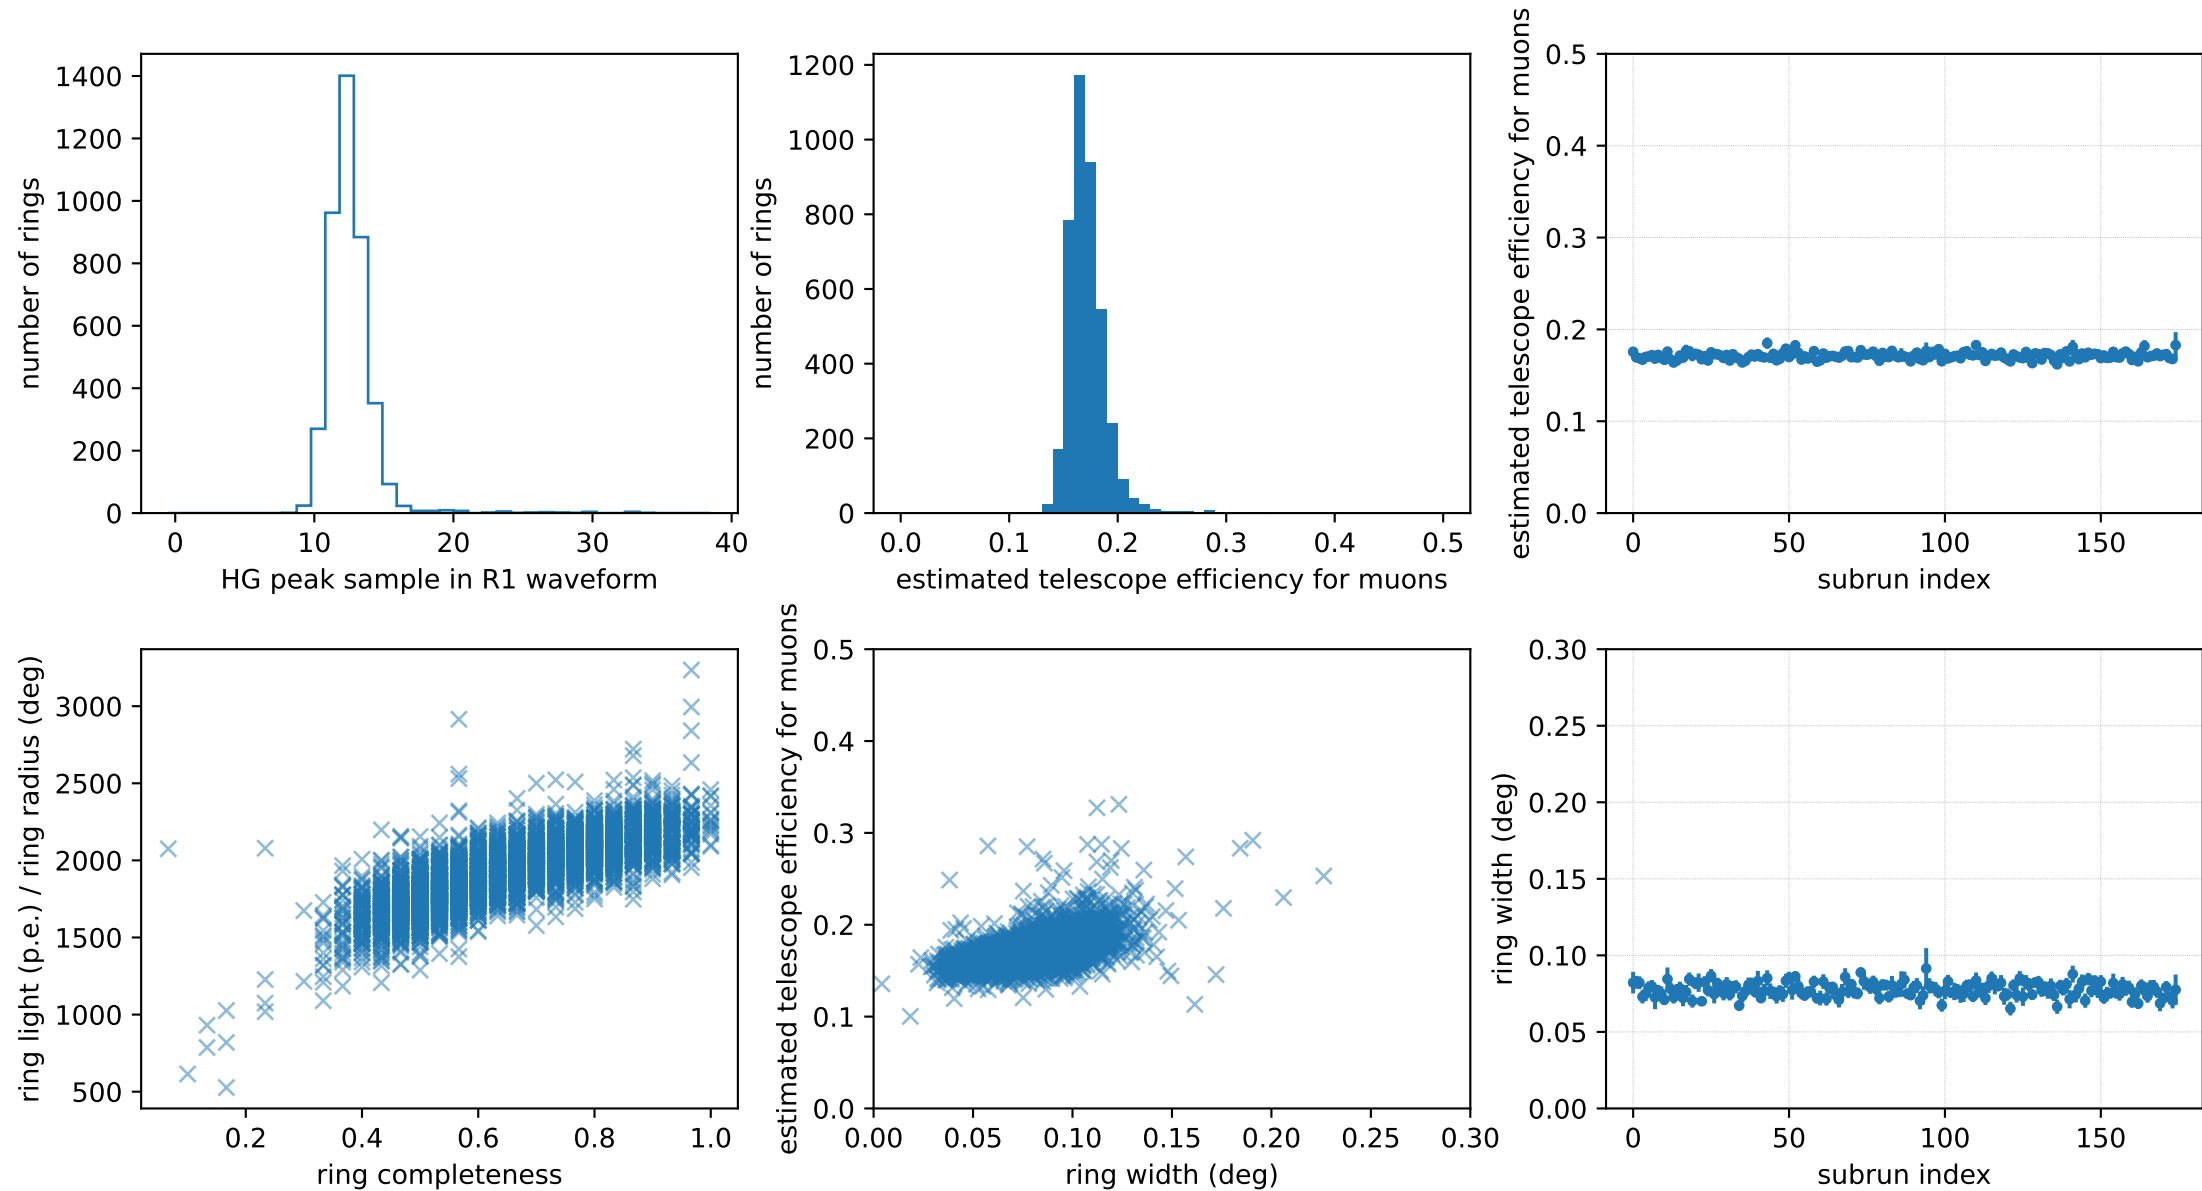 number of rings
1400
1200
1000
800
600
400
200
0
0 10 20 30 40
HG peak sample in R1 waveform
number of rings
1200
1000
800
600
400
200
0
0.0 0.1 0.2 0.3 0.4 0.5
estimated telescope efficiency for muons
estimated telescope efficiency for muons
0.5
0.4
0.3
0.2
0.1
0.0
0 50 100 150
subrun index
ring light (p.e.) / ring radius (deg)
3000
2500
2000
1500
1000
500
0.2 0.4 0.6 0.8 1.0
ring completeness
estimated telescope efficiency for muons
0.5
0.4
0.3
0.2
0.1
0.0
0.00 0.05 0.10 0.15 0.20 0.25 0.30
ring width (deg)
ring width (deg)
0.30
0.25
0.20
0.15
0.10
0.05
0.00
0 50 100 150
subrun index